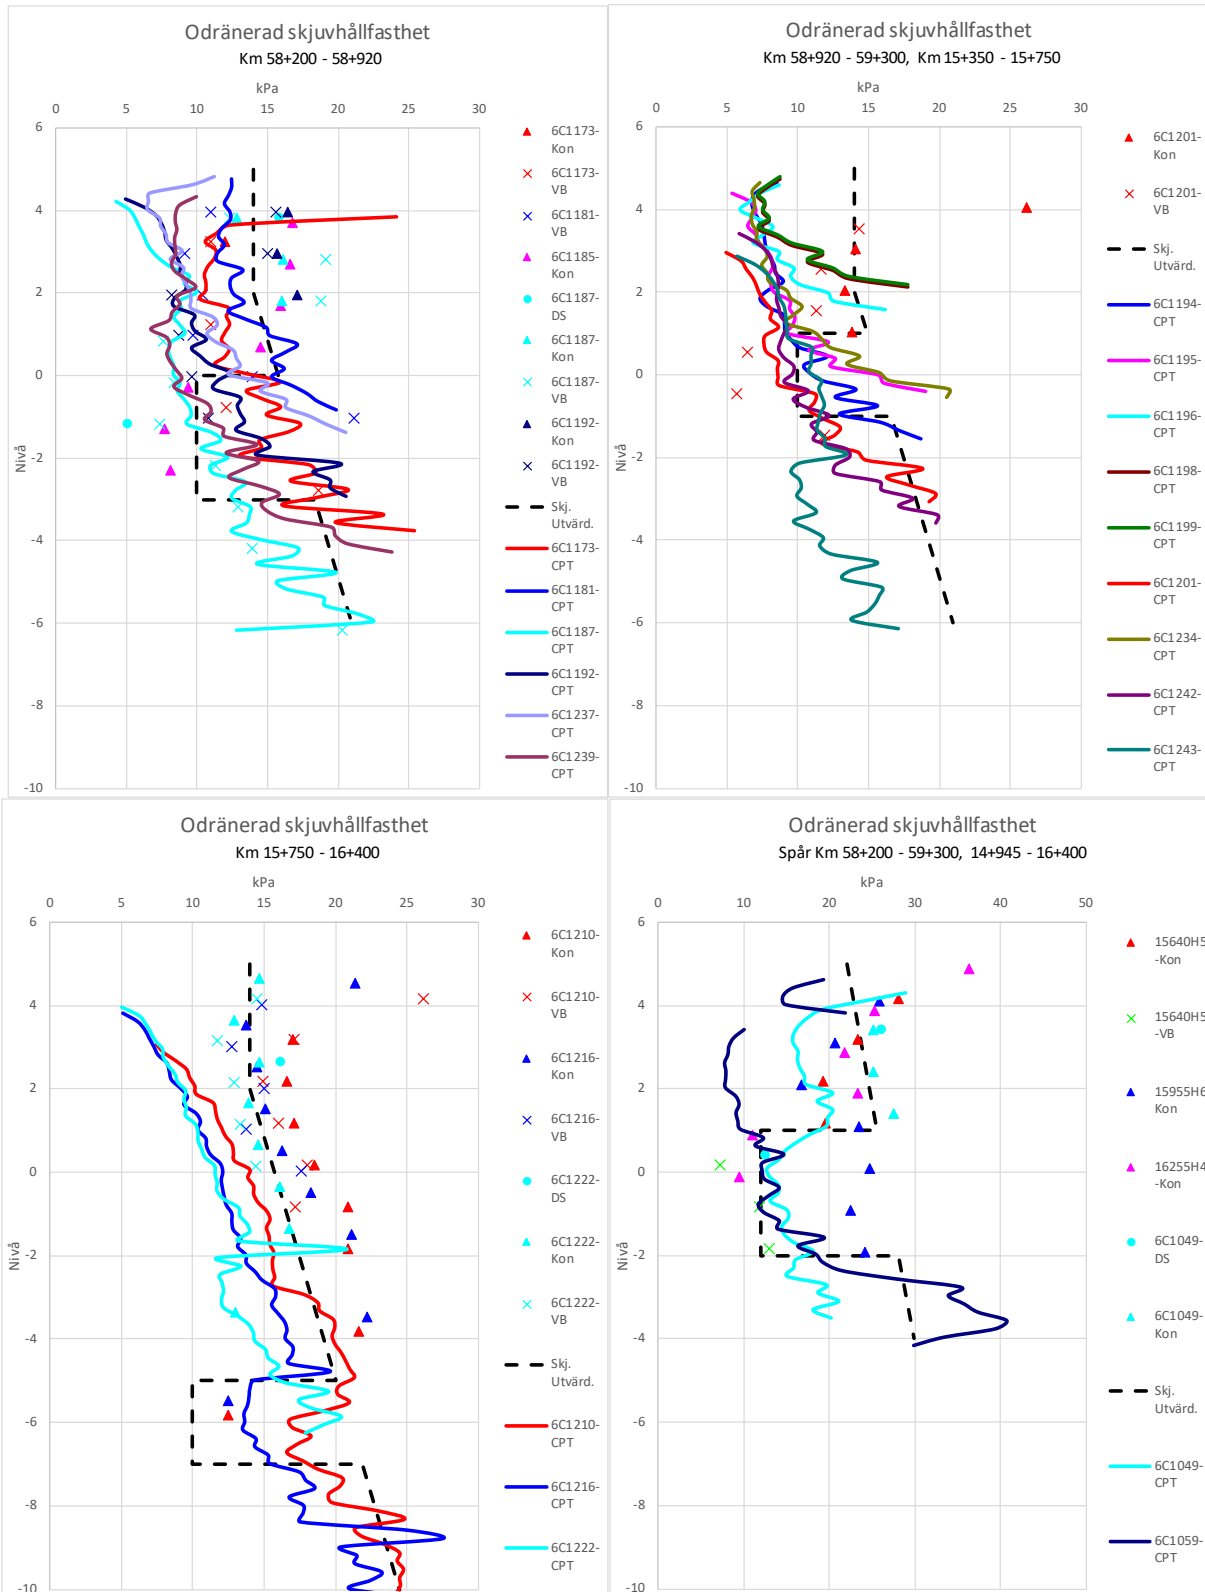 Odränerad skjuvhållfasthet
Km 58+200 - 58+920
kPa
0 5 10 15 20 25 30
6
4
2
0
-2
-4
-6
-8
-10
Nivå
6C1173-
Kon
6C1173-
VB
6C1181-
VB
6C1185-
Kon
6C1187-
DS
6C1187-
Kon
6C1187-
VB
6C1192-
Kon
6C1192-
VB
Skj.
Utvärd.
6C1173-
CPT
6C1181-
CPT
6C1187-
CPT
6C1192-
CPT
6C1237-
CPT
6C1239-
CPT
Odränerad skjuvhållfasthet
Km 58+920 - 59+300, Km 15+350 - 15+750
kPa
0 5 10 15 20 25 30
6
4
2
0
-2
-4
-6
-8
-10
Nivå
6C1201-
Kon
6C1201-
VB
Skj.
Utvärd.
6C1194-
CPT
6C1195-
CPT
6C1196-
CPT
6C1198-
CPT
6C1199-
CPT
6C1201-
CPT
6C1234-
CPT
6C1242-
CPT
6C1243-
CPT
Odränerad skjuvhållfasthet
Km 15+750 - 16+400
kPa
0 5 10 15 20 25 30
6
4
2
0
-2
-4
-6
-8
-10
Nivå
6C1210-
Kon
6C1210-
VB
6C1216-
Kon
6C1216-
VB
6C1222-
DS
6C1222-
Kon
6C1222-
VB
Skj.
Utvärd.
6C1210-
CPT
6C1216-
CPT
6C1222-
CPT
Odränerad skjuvhållfasthet
Spår Km 58+200 - 59+300, 14+945 - 16+400
kPa
0 10 20 30 40 50
6
4
2
0
-2
-4
-6
-8
-10
Nivå
15640H5
-Kon
15640H5
-VB
15955H6
Kon
16255H4
-Kon
6C1049-
DS
6C1049-
Kon
Skj.
Utvärd.
6C1049-
CPT
6C1059-
CPT